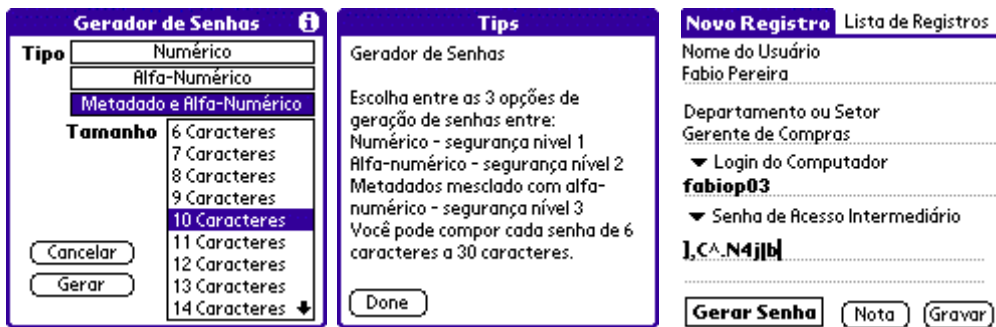 Gerador de Senhas i
Tipo Numérico
Alfa-Numérico
Metadado e Alfa-Numérico
Tamanho 6 Caracteres
7 Caracteres
8 Caracteres
9 Caracteres
10 Caracteres
11 Caracteres
12 Caracteres
13 Caracteres
14 Caracteres
Cancelar
Gerar
Tips
Gerador de Senhas
Escolha entre as 3 opções de
geração de senhas entre:
Numérico - segurança nivel 1
Alfa-numérico - segurança nível 2
Metadados mesclado com alfa-
numérico - segurança nível 3
Você pode compor cada senha de 6
caracteres a 30 caracteres.
Done
Novo Registro Lista de Registros
Nome do Usuário
Fabio Pereira
Departamento ou Setor
Gerente de Compras
Login do Computador
fabiop03
Senha de Acesso Intermediário
],C^.N4j[b
Gerar Senha Nota Gravar